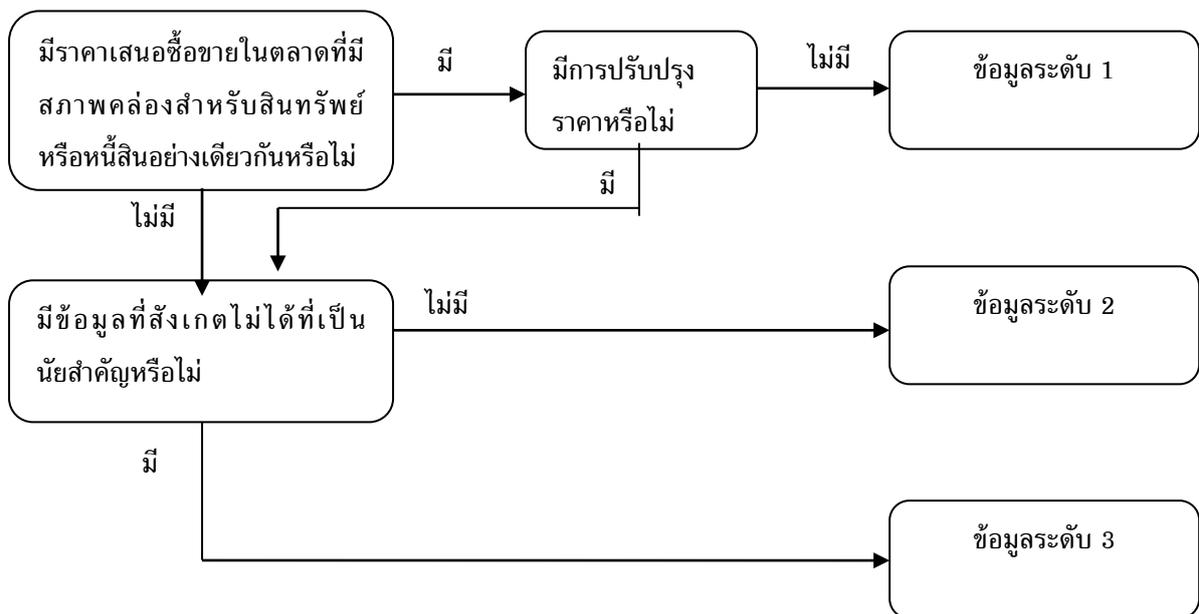 มีราคาเสนอซื้อขายในตลาดที่มี
สภาพคล่องสำหรับสินทรัพย์
หรือหนี้สินอย่างเดียวกันหรือไม่
มี
มีการปรับปรุง
ราคาหรือไม่
ไม่มี
ข้อมูลระดับ 1
ไม่มี
มี
มีข้อมูลที่สังเกตไม่ได้ที่เป็น
นัยสำคัญหรือไม่
ไม่มี
ข้อมูลระดับ 2
มี
ข้อมูลระดับ 3